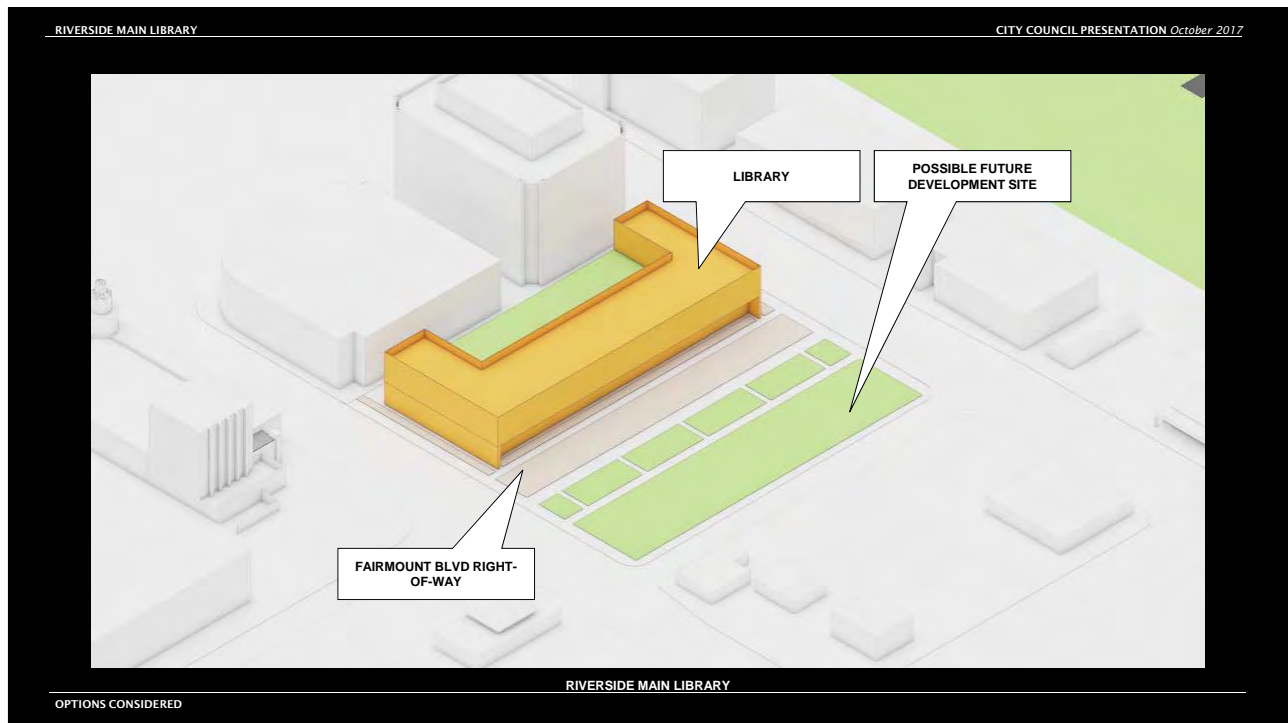 RIVERSIDE MAIN LIBRARY
CITY COUNCIL PRESENTATION October 2017
LIBRARY
POSSIBLE FUTURE
DEVELOPMENT SITE
FAIRMOUNT BLVD RIGHT-
OF-WAY
RIVERSIDE MAIN LIBRARY
OPTIONS CONSIDERED